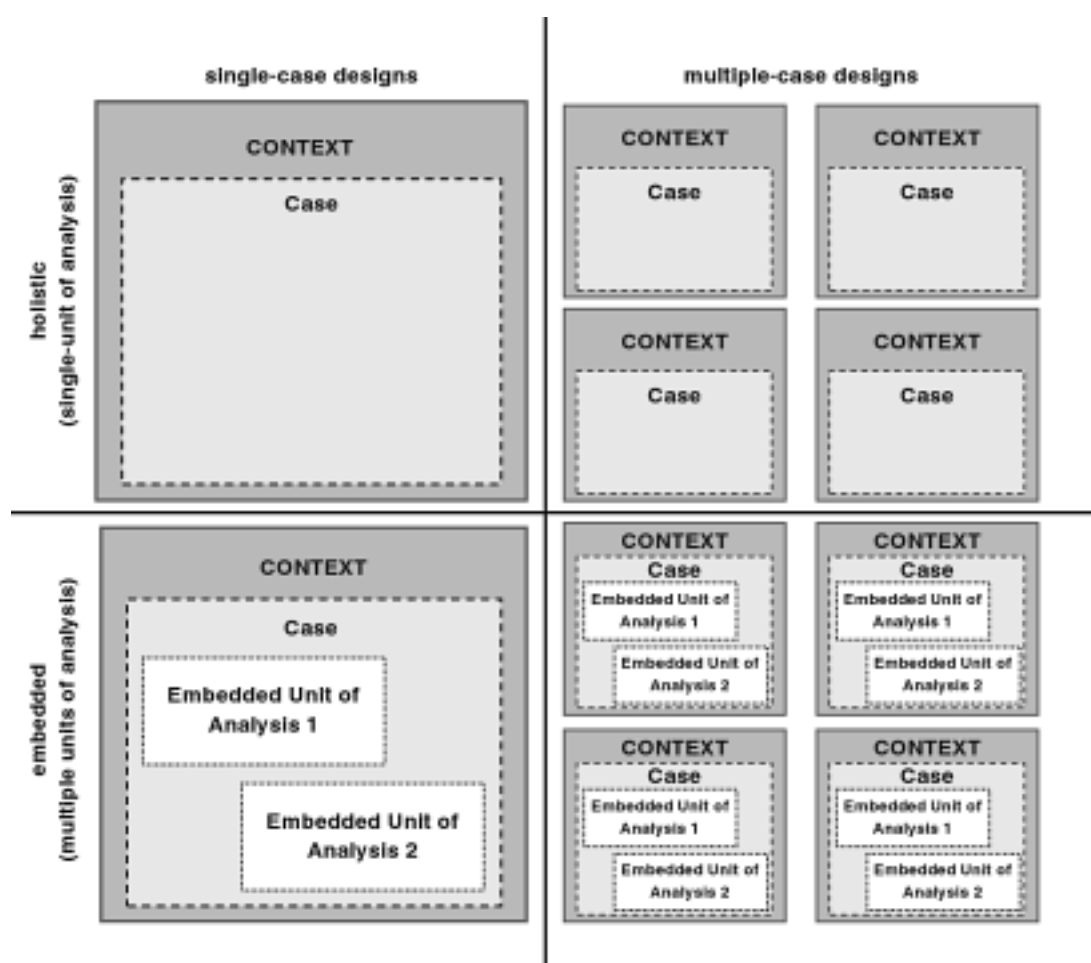 single-case designs
multiple-case designs
holistic
(single-unit of analysis)
CONTEXT
Case
CONTEXT
Case
CONTEXT
Case
CONTEXT
Case
CONTEXT
Case
embedded
(multiple units of analysis)
CONTEXT
Case
Embedded Unit of
Analysis 1
Embedded Unit of
Analysis 2
CONTEXT
Case
Embedded Unit of
Analysis 1
Embedded Unit of
Analysis 2
CONTEXT
Case
Embedded Unit of
Analysis 1
Embedded Unit of
Analysis 2
CONTEXT
Case
Embedded Unit of
Analysis 1
Embedded Unit of
Analysis 2
CONTEXT
Case
Embedded Unit of
Analysis 1
Embedded Unit of
Analysis 2